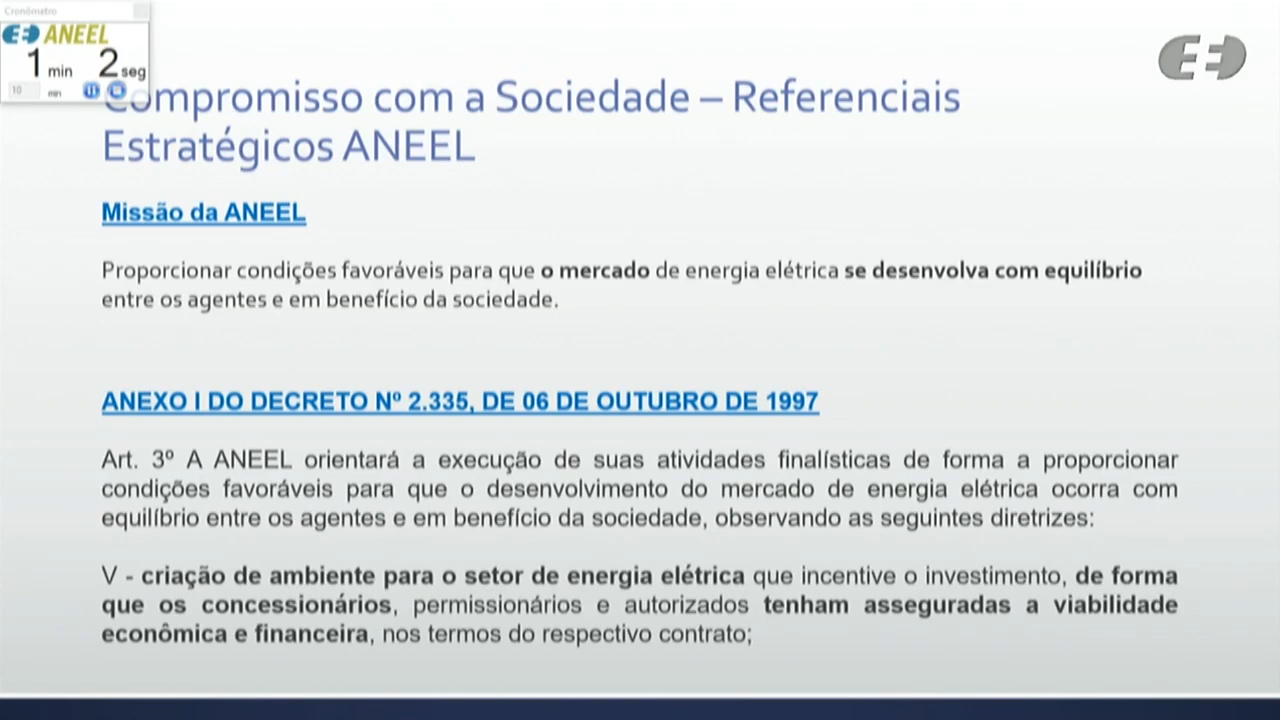 Cronômetro
ANEEL
1 min 2 seg
10 min
Compromisso com a Sociedade – Referenciais
Estratégicos ANEEL
Missão da ANEEL
Proporcionar condições favoráveis para que o mercado de energia elétrica se desenvolva com equilíbrio
entre os agentes e em benefício da sociedade.
ANEXO I DO DECRETO Nº 2.335, DE 06 DE OUTUBRO DE 1997
Art. 3º A ANEEL orientará a execução de suas atividades finalísticas de forma a proporcionar
condições favoráveis para que o desenvolvimento do mercado de energia elétrica ocorra com
equilíbrio entre os agentes e em benefício da sociedade, observando as seguintes diretrizes:
V - criação de ambiente para o setor de energia elétrica que incentive o investimento, de forma
que os concessionários, permissionários e autorizados tenham asseguradas a viabilidade
econômica e financeira, nos termos do respectivo contrato;